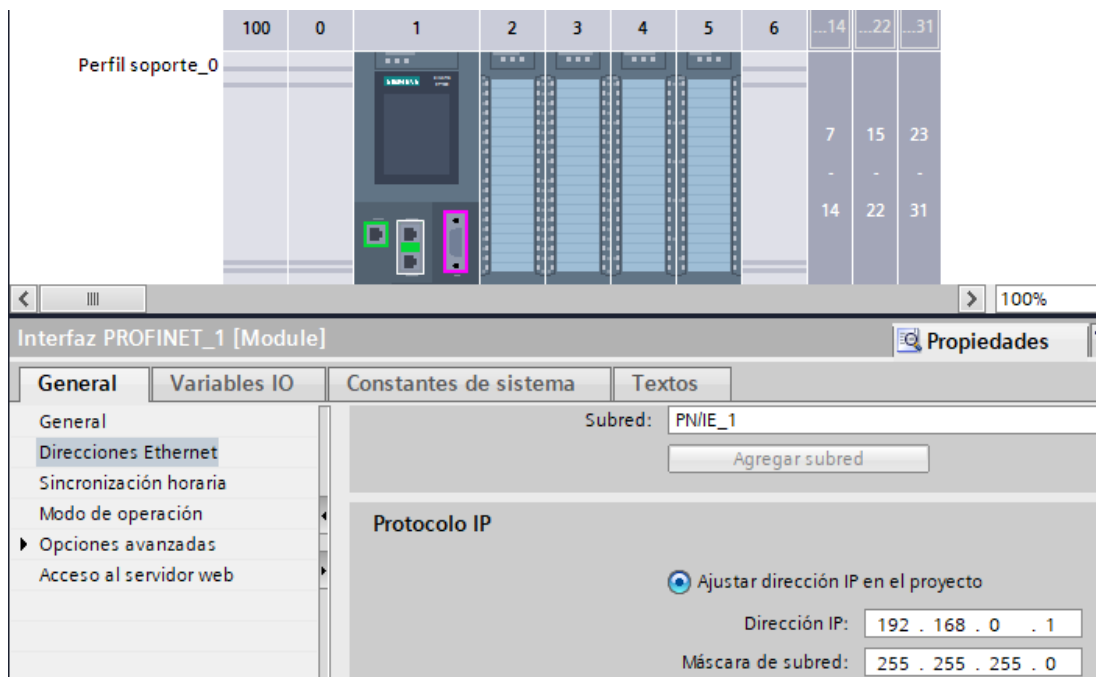 100 0 1 2 3 4 5 6 ...14 ...22 ...31
Perfil soporte_0
SIEMENS
7 15 23
- - -
14 22 31
100%
Interfaz PROFINET_1 [Module]
Propiedades
General Variables IO Constantes de sistema Textos
General
Direcciones Ethernet
Sincronización horaria
Modo de operación
Opciones avanzadas
Acceso al servidor web
Subred: PN/IE_1
Agregar subred
Protocolo IP
Ajustar dirección IP en el proyecto
Dirección IP: 192 . 168 . 0 . 1
Máscara de subred: 255 . 255 . 255 . 0